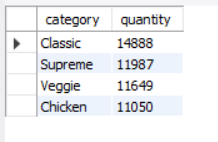 category quantity
Classic 14888
Supreme 11987
Veggie 11649
Chicken 11050